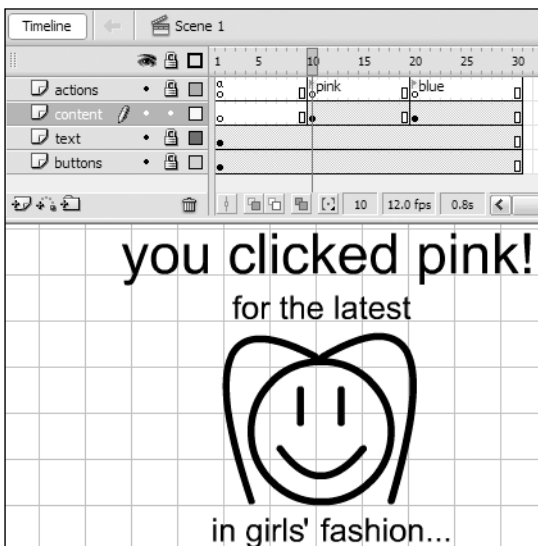 Timeline Scene 1
1 5 10 15 20 25 30
actions a pink blue
content
text
buttons
10 12.0 fps 0.8s
you clicked pink!
for the latest
in girls' fashion...